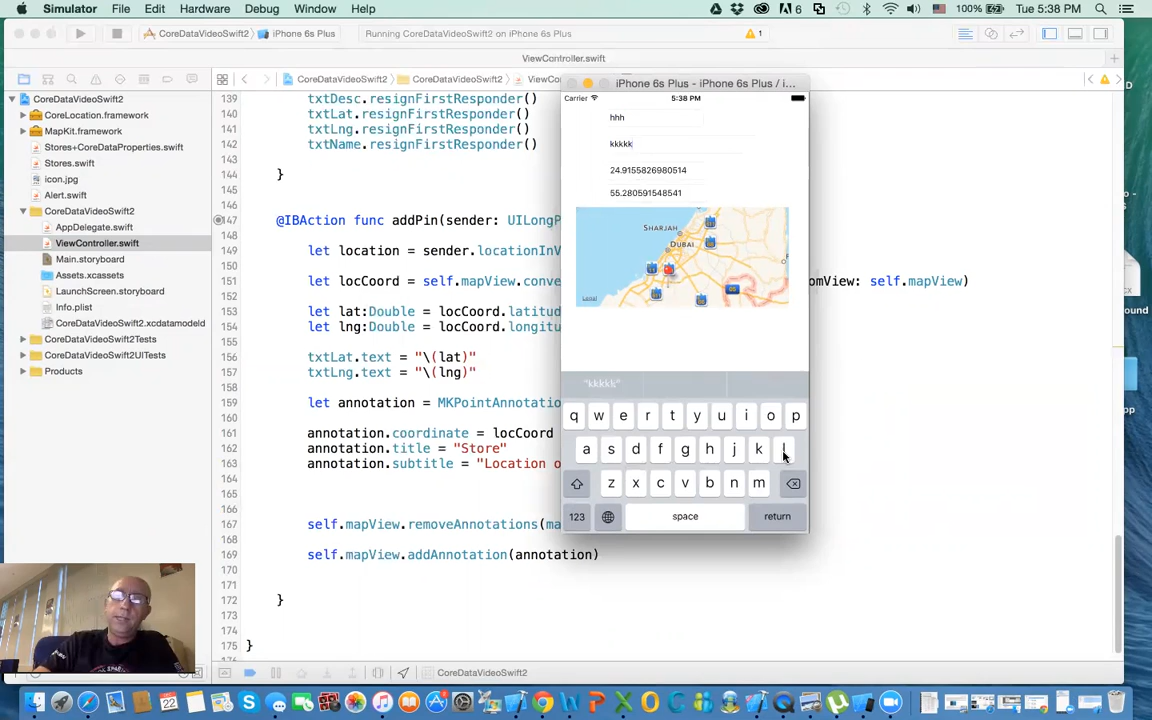 Simulator File Edit Hardware Debug Window Help
6 100% Tue 5:38 PM
CoreDataVideoSwift2 iPhone 6s Plus Running CoreDataVideoSwift2 on iPhone 6s Plus 1
ViewController.swift
CoreDataVideoSwift2 CoreDataVideoSwift2
iPhone 6s Plus - iPhone 6s Plus / i...
CoreDataVideoSwift2
CoreLocation.framework
MapKit.framework
Stores+CoreDataProperties.swift
Stores.swift
icon.jpg
Alert.swift
CoreDataVideoSwift2
AppDelegate.swift
ViewController.swift
Main.storyboard
Assets.xcassets
LaunchScreen.storyboard
Info.plist
CoreDataVideoSwift2.xcdatamodeld
CoreDataVideoSwift2Tests
CoreDataVideoSwift2UITests
Products
139 txtDesc.resignFirstResponder()
140 txtLat.resignFirstResponder()
141 txtLng.resignFirstResponder()
142 txtName.resignFirstResponder()
143
144 }
145
146
147 @IBAction func addPin(sender: UILongP
148
149 let location = sender.locationInV
150
151 let locCoord = self.mapView.conve omView: self.mapView)
152
153 let lat:Double = locCoord.latitud
154 let lng:Double = locCoord.longitu
155
156 txtLat.text = "\(lat)"
157 txtLng.text = "\(lng)"
158
159 let annotation = MKPointAnnotatio
160
161 annotation.coordinate = locCoord
162 annotation.title = "Store"
163 annotation.subtitle = "Location o
164
165
166
167 self.mapView.removeAnnotations(ma
168
169 self.mapView.addAnnotation(annotation)
170
171
172 }
173
174
175 }
Carrier 5:38 PM
hhh
kkkkk
24.9155826980514
55.280591548541
SHARJAH
DUBAI
Legal
"kkkkk"
q w e r t y u i o p
a s d f g h j k l
z x c v b n m
123 space return
CoreDataVideoSwift2